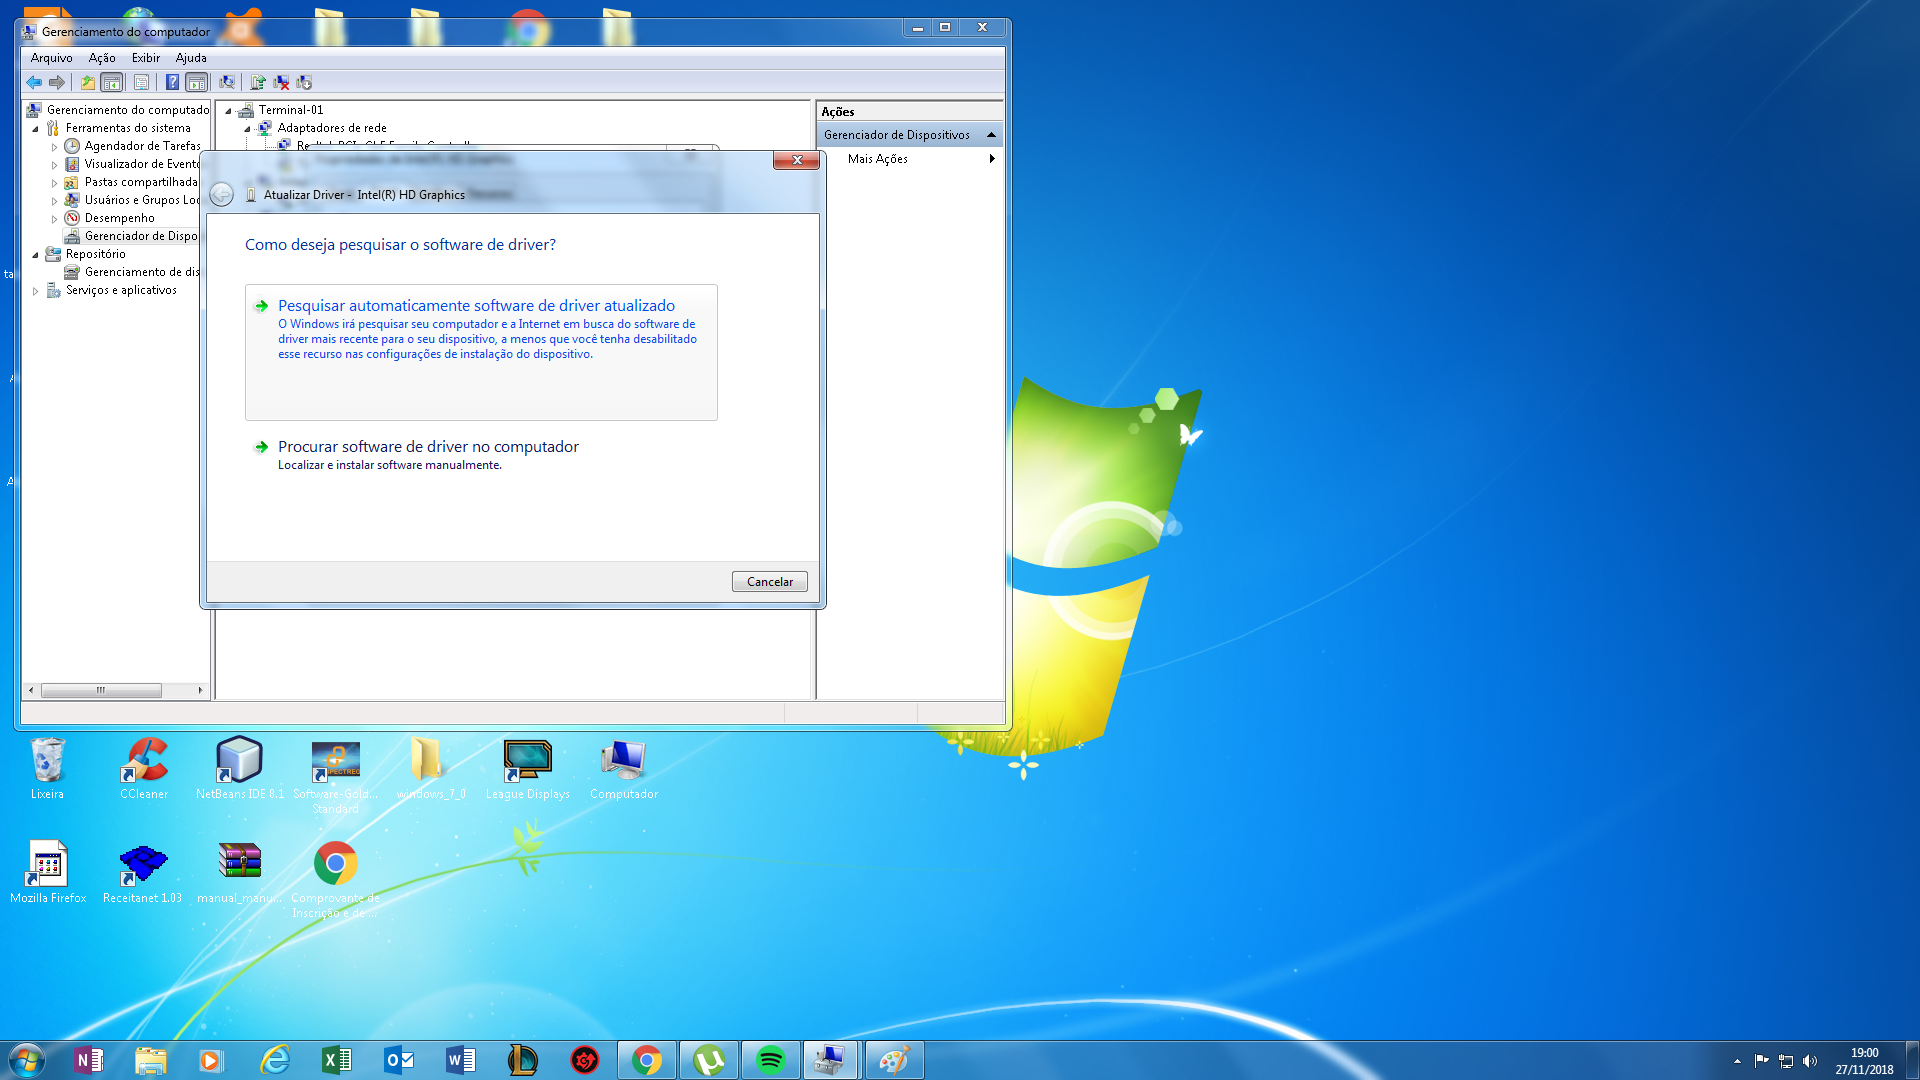 Gerenciamento do computador
Arquivo Ação Exibir Ajuda
Gerenciamento do computado
Ferramentas do sistema
Agendador de Tarefas
Visualizador de Evento
Pastas compartilhada
Usuários e Grupos Loc
Desempenho
Gerenciador de Dispo
Repositório
Gerenciamento de dis
Serviços e aplicativos
Terminal-01
Adaptadores de rede
Ações
Gerenciador de Dispositivos
Mais Ações
Atualizar Driver - Intel(R) HD Graphics
Como deseja pesquisar o software de driver?
Pesquisar automaticamente software de driver atualizado
O Windows irá pesquisar seu computador e a Internet em busca do software de
driver mais recente para o seu dispositivo, a menos que você tenha desabilitado
esse recurso nas configurações de instalação do dispositivo.
Procurar software de driver no computador
Localizar e instalar software manualmente.
Cancelar
Lixeira
CCleaner
NetBeans IDE 8.1
Software-Gold...
Standard
windows_7_0
League Displays
Computador
Mozilla Firefox
Receitanet 1.03
manual_manu...
Comprovante de
Inscrição e de ...
19:00
27/11/2018